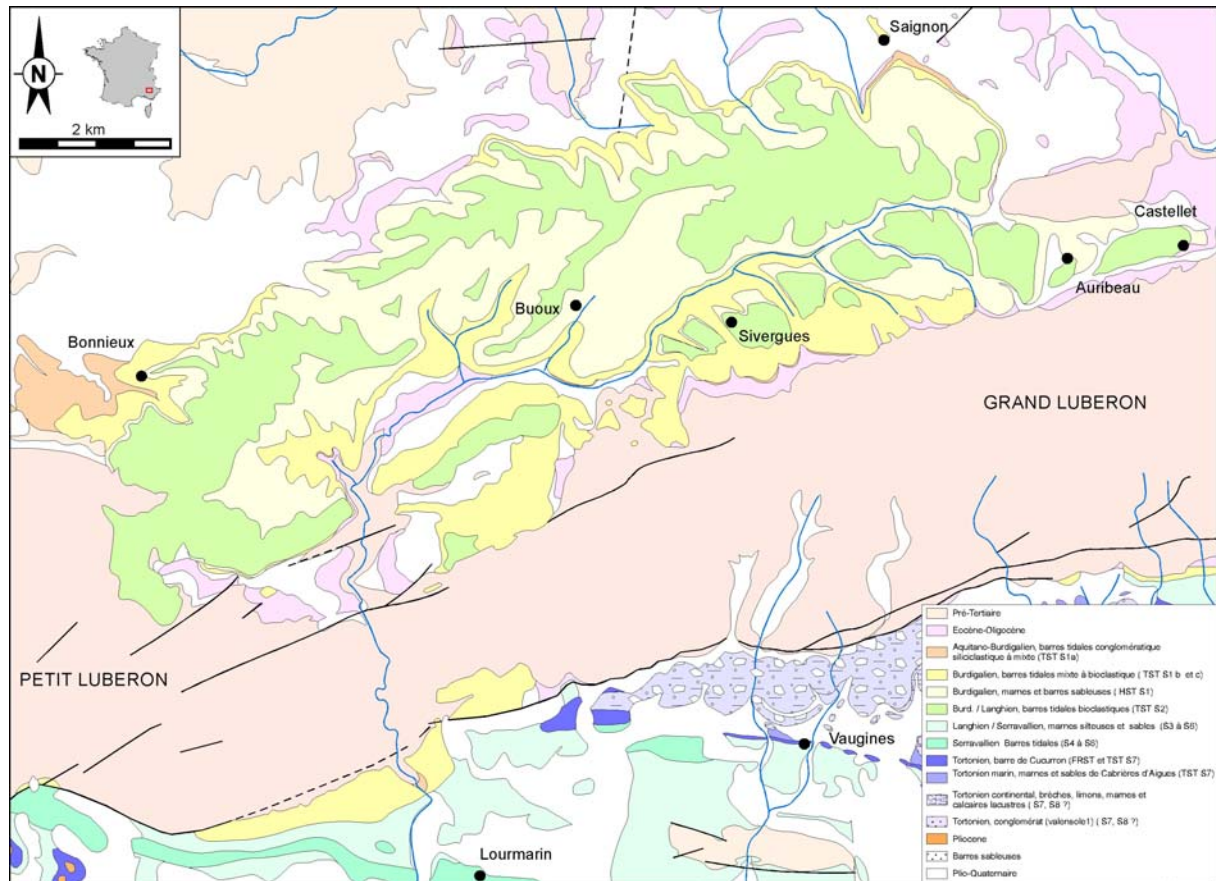 N
2 km
Saignon
Castellet
Auribeau
Buoux
Sivergues
Bonnieux
GRAND LUBERON
PETIT LUBERON
Vaugines
Lourmarin
Pré-Tertiaire
Eocène-Oligocène
Aquitano-Burdigalien, barres tidales conglomératique
siliciclastique à mixte (TST S1a)
Burdigalien, barres tidales mixte à bioclastique ( TST S1 b et c)
Burdigalien, marnes et barres sableuses ( HST S1)
Burd. / Langhien, barres tidales bioclastiques (TST S2)
Langhien / Serravallien, marnes silteuses et sables (S3 à S6)
Serravallien Barres tidales (S4 à S6)
Tortonien, barre de Cucurron (FRST et TST S7)
Tortonien marin, marnes et sables de Cabrières d'Aigues (TST S7)
Tortonien continental, brèches, limons, marnes et
calcaires lacustres ( S7, S8 ?)
Tortonien, conglomérat (valensole1) ( S7, S8 ?)
Pliocene
Barres sableuses
Plio-Quaternaire